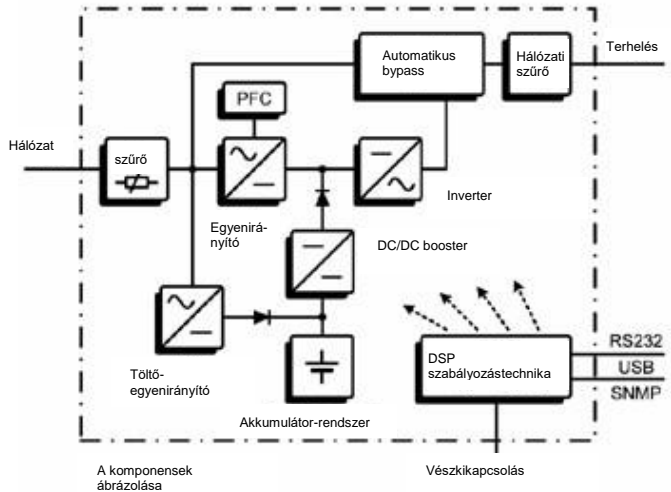 Automatikus
bypass
Hálózati
szűrő
Terhelés
PFC
Hálózat
szűrő
Inverter
Egyenirá-
nyító
DC/DC booster
DSP
szabályozástechnika
RS232
USB
SNMP
Töltő-
egyenirányító
Akkumulátor-rendszer
A komponensek
ábrázolása
Vészkikapcsolás